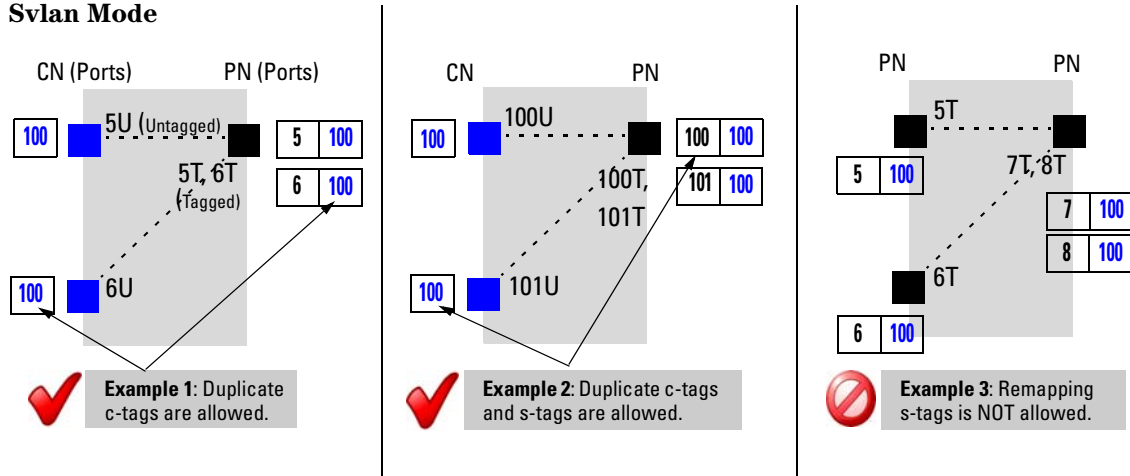 Svlan Mode
CN (Ports) PN (Ports)
100 5U (Untagged) 5 100
5T, 6T 6 100
(Tagged)
100 6U
Example 1: Duplicate
c-tags are allowed.
CN PN
100 100U 100 100
100T, 101 100
101T
100 101U
Example 2: Duplicate c-tags
and s-tags are allowed.
PN PN
5T
5 100 7T, 8T
7 100
8 100
6T
6 100
Example 3: Remapping
s-tags is NOT allowed.